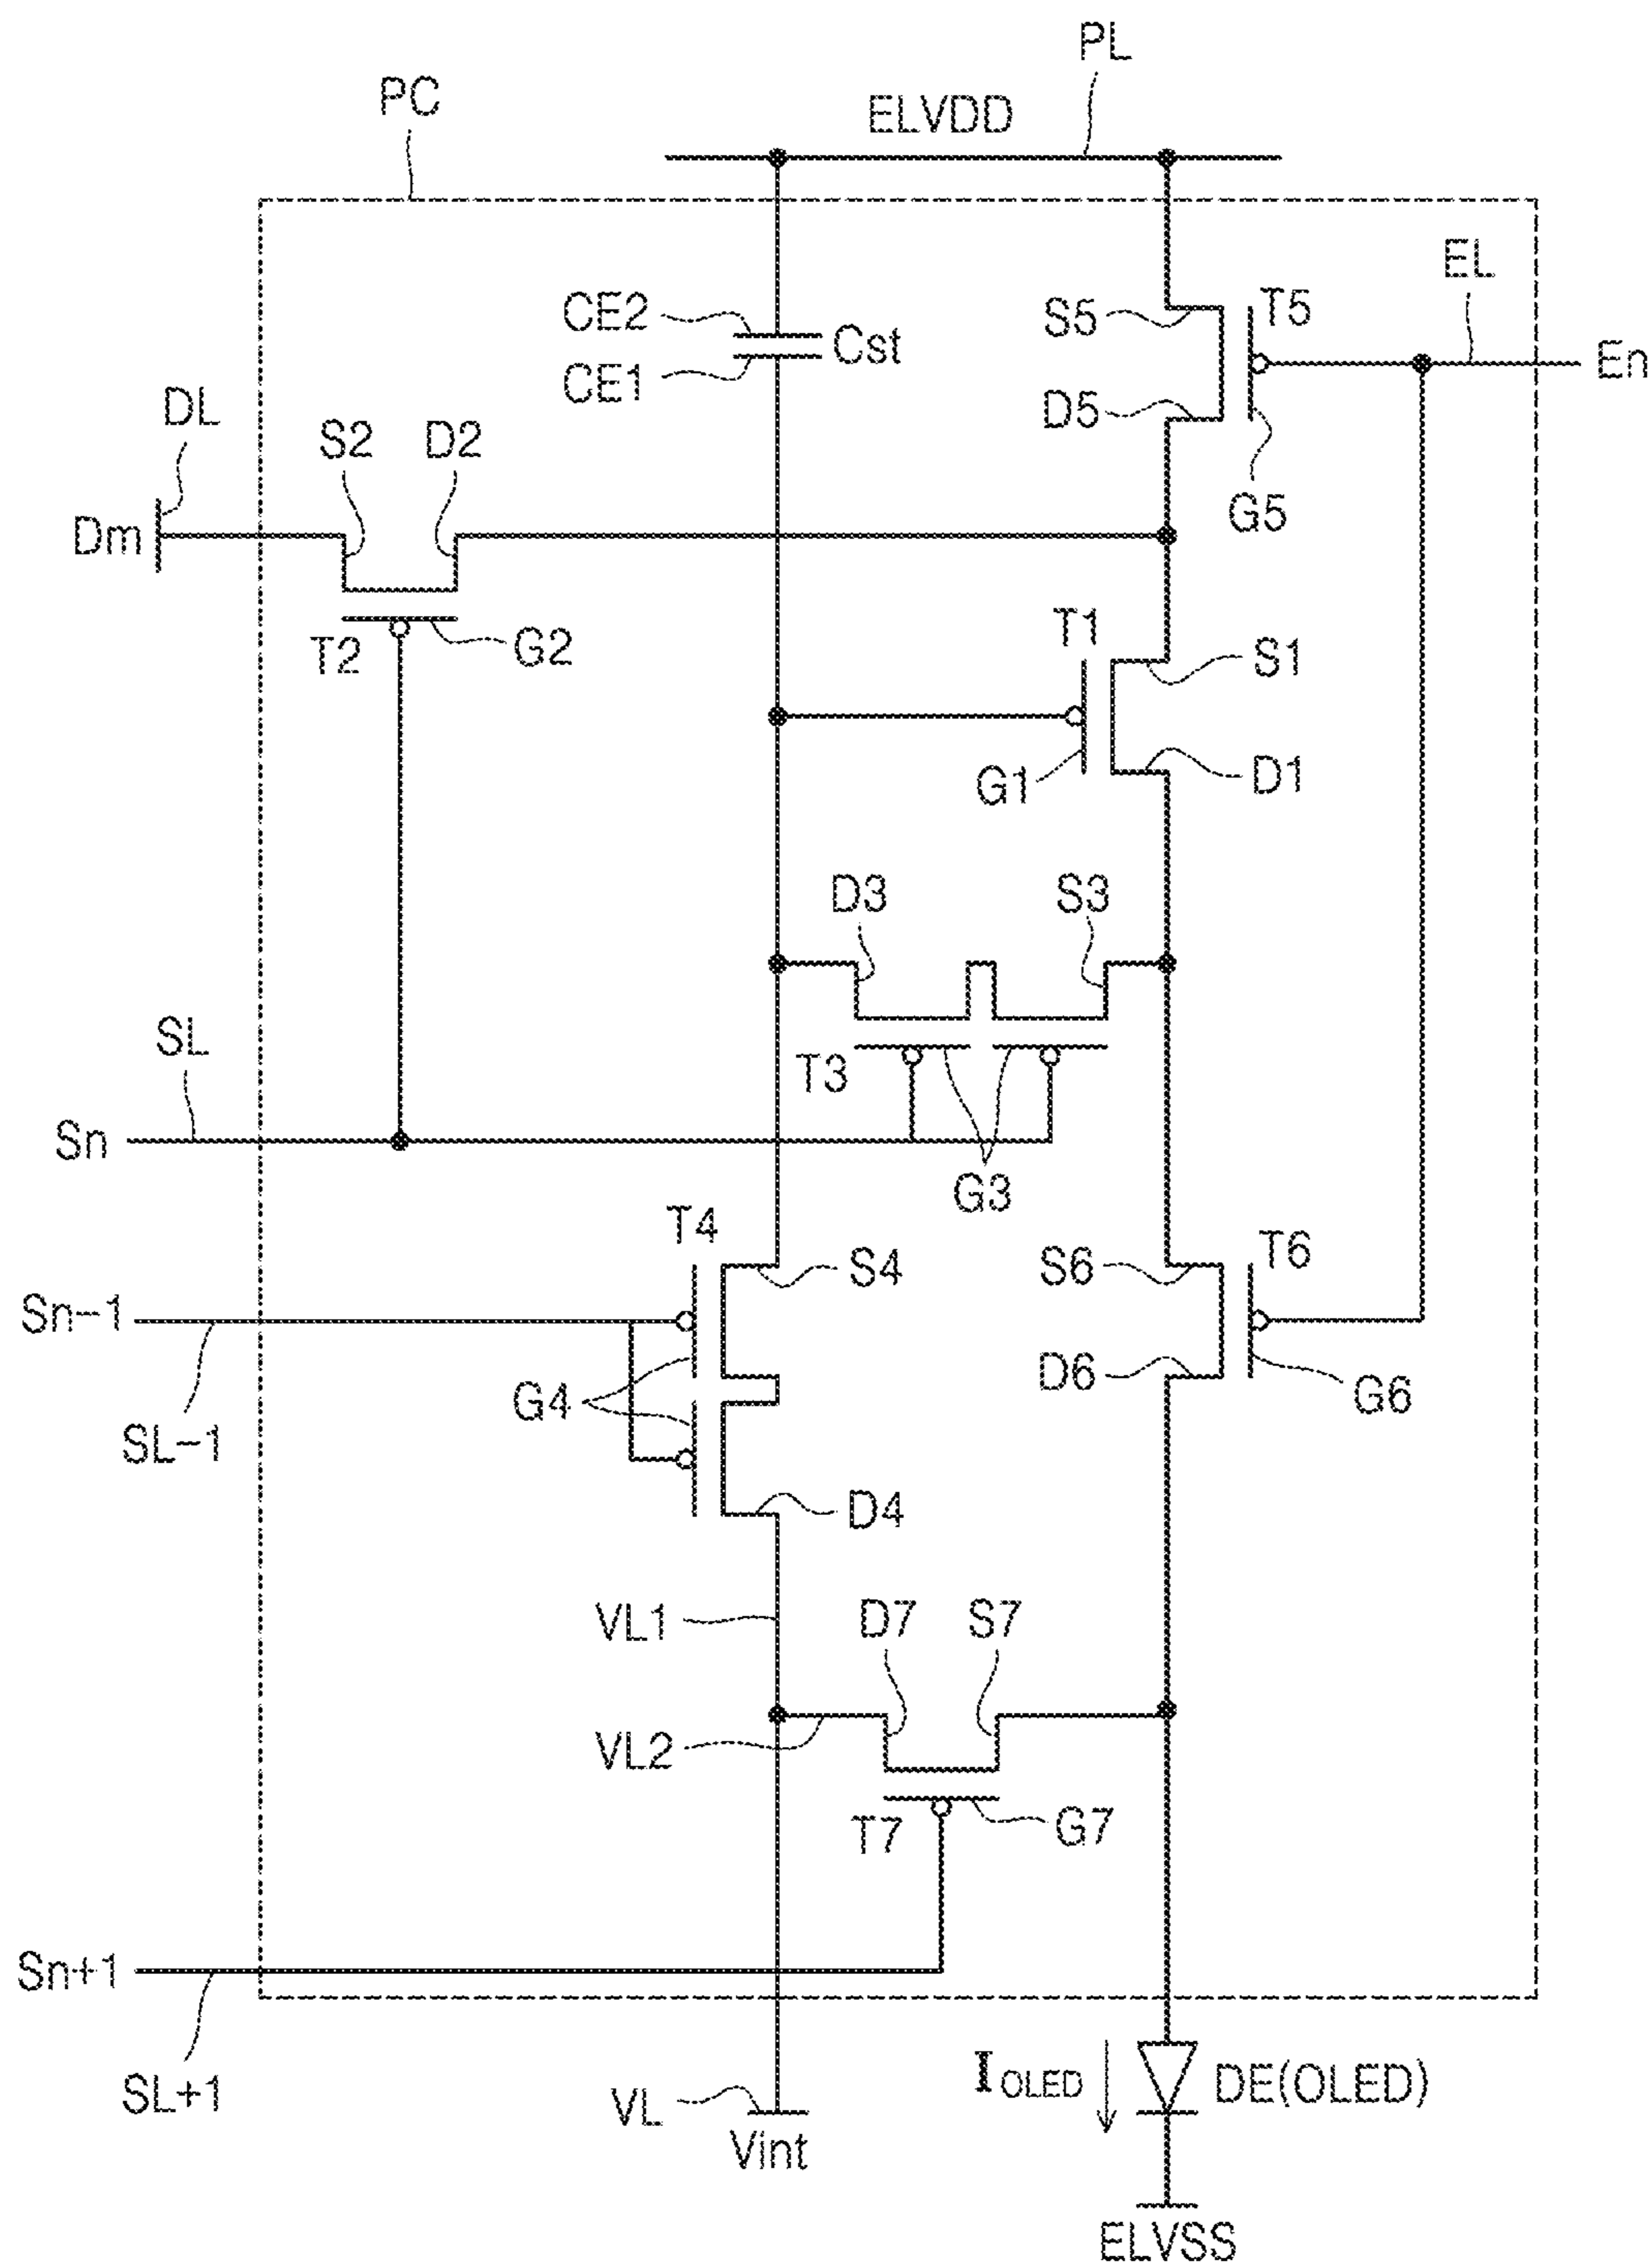 PL
PC
ELVDD
EL
CE2
Cst
CE1
S5
T5
En
D5
DL
S2
D2
G5
Dm
T1
T2
G2
S1
G1
D1
D3
S3
SL
T3
Sn
G3
T4
S4
S6
T6
Sn-1
G4
D6
G6
SL-1
D4
VL1
D7
S7
VL2
T7
G7
Sn+1
SL+1
IOLED
DE(OLED)
VL
Vint
ELVSS